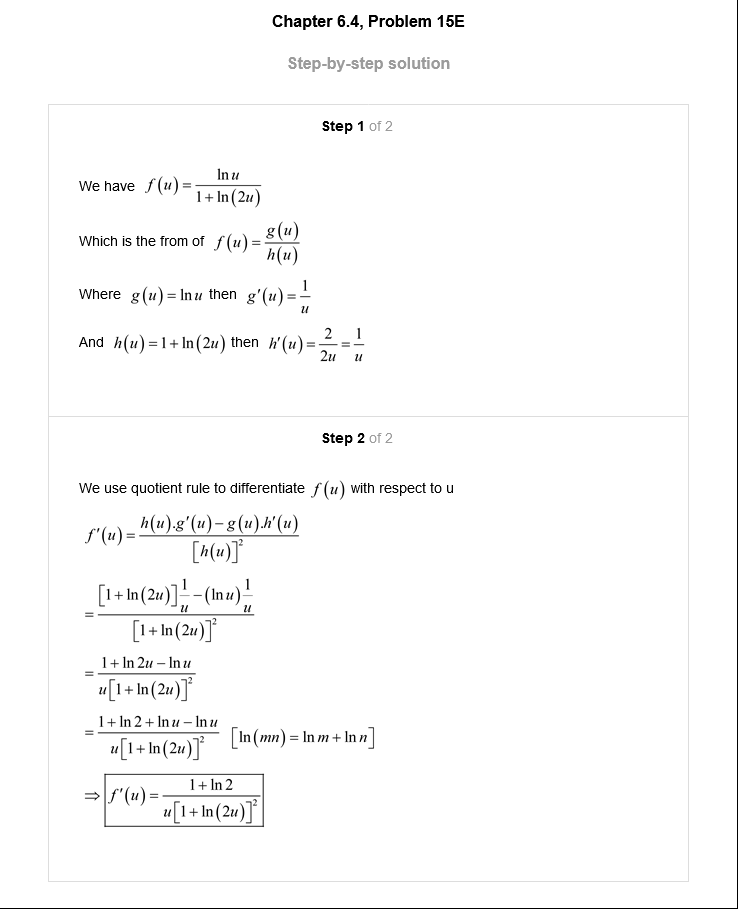 Chapter 6.4, Problem 15E
Step-by-step solution
Step 1 of 2
We have f(u) = \frac{\ln u}{1+\ln(2u)}
Which is the from of f(u) = \frac{g(u)}{h(u)}
Where g(u) = \ln u then g'(u) = \frac{1}{u}
And h(u) = 1+\ln(2u) then h'(u) = \frac{2}{2u} = \frac{1}{u}
Step 2 of 2
We use quotient rule to differentiate f(u) with respect to u
f'(u) = \frac{h(u).g'(u)-g(u).h'(u)}{[h(u)]^2}
= \frac{[1+\ln(2u)]\frac{1}{u}-(\ln u)\frac{1}{u}}{[1+\ln(2u)]^2}
= \frac{1+\ln 2u-\ln u}{u[1+\ln(2u)]^2}
= \frac{1+\ln 2+\ln u-\ln u}{u[1+\ln(2u)]^2} [\ln(mn) = \ln m+\ln n]
⇒ f'(u) = \frac{1+\ln 2}{u[1+\ln(2u)]^2}